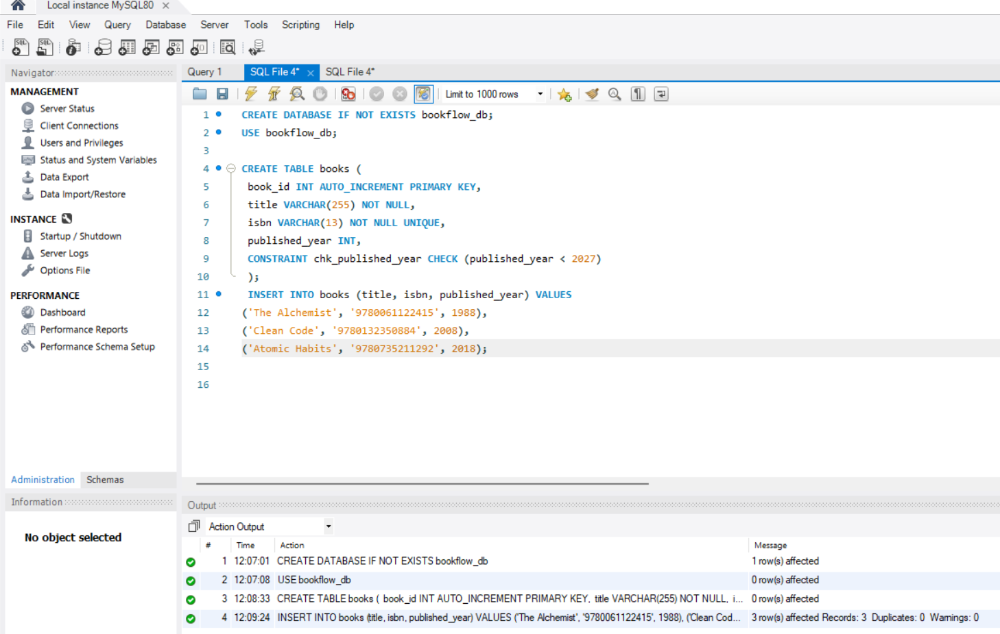 Local instance MySQL80 ×
File Edit View Query Database Server Tools Scripting Help
Navigator
MANAGEMENT
Server Status
Client Connections
Users and Privileges
Status and System Variables
Data Export
Data Import/Restore
INSTANCE
Startup / Shutdown
Server Logs
Options File
PERFORMANCE
Dashboard
Performance Reports
Performance Schema Setup
Administration Schemas
Information
No object selected
Query 1 SQL File 4* × SQL File 4*
Limit to 1000 rows
1 CREATE DATABASE IF NOT EXISTS bookflow_db;
2 USE bookflow_db;
3
4 CREATE TABLE books (
5 book_id INT AUTO_INCREMENT PRIMARY KEY,
6 title VARCHAR(255) NOT NULL,
7 isbn VARCHAR(13) NOT NULL UNIQUE,
8 published_year INT,
9 CONSTRAINT chk_published_year CHECK (published_year < 2027)
10 );
11 INSERT INTO books (title, isbn, published_year) VALUES
12 ('The Alchemist', '9780061122415', 1988),
13 ('Clean Code', '9780132350884', 2008),
14 ('Atomic Habits', '9780735211292', 2018);
15
16
Output
Action Output
# Time Action Message
1 12:07:01 CREATE DATABASE IF NOT EXISTS bookflow_db 1 row(s) affected
2 12:07:08 USE bookflow_db 0 row(s) affected
3 12:08:33 CREATE TABLE books ( book_id INT AUTO_INCREMENT PRIMARY KEY, title VARCHAR(255) NOT NULL, i... 0 row(s) affected
4 12:09:24 INSERT INTO books (title, isbn, published_year) VALUES ('The Alchemist', '9780061122415', 1988), ('Clean Cod... 3 row(s) affected Records: 3 Duplicates: 0 Warnings: 0